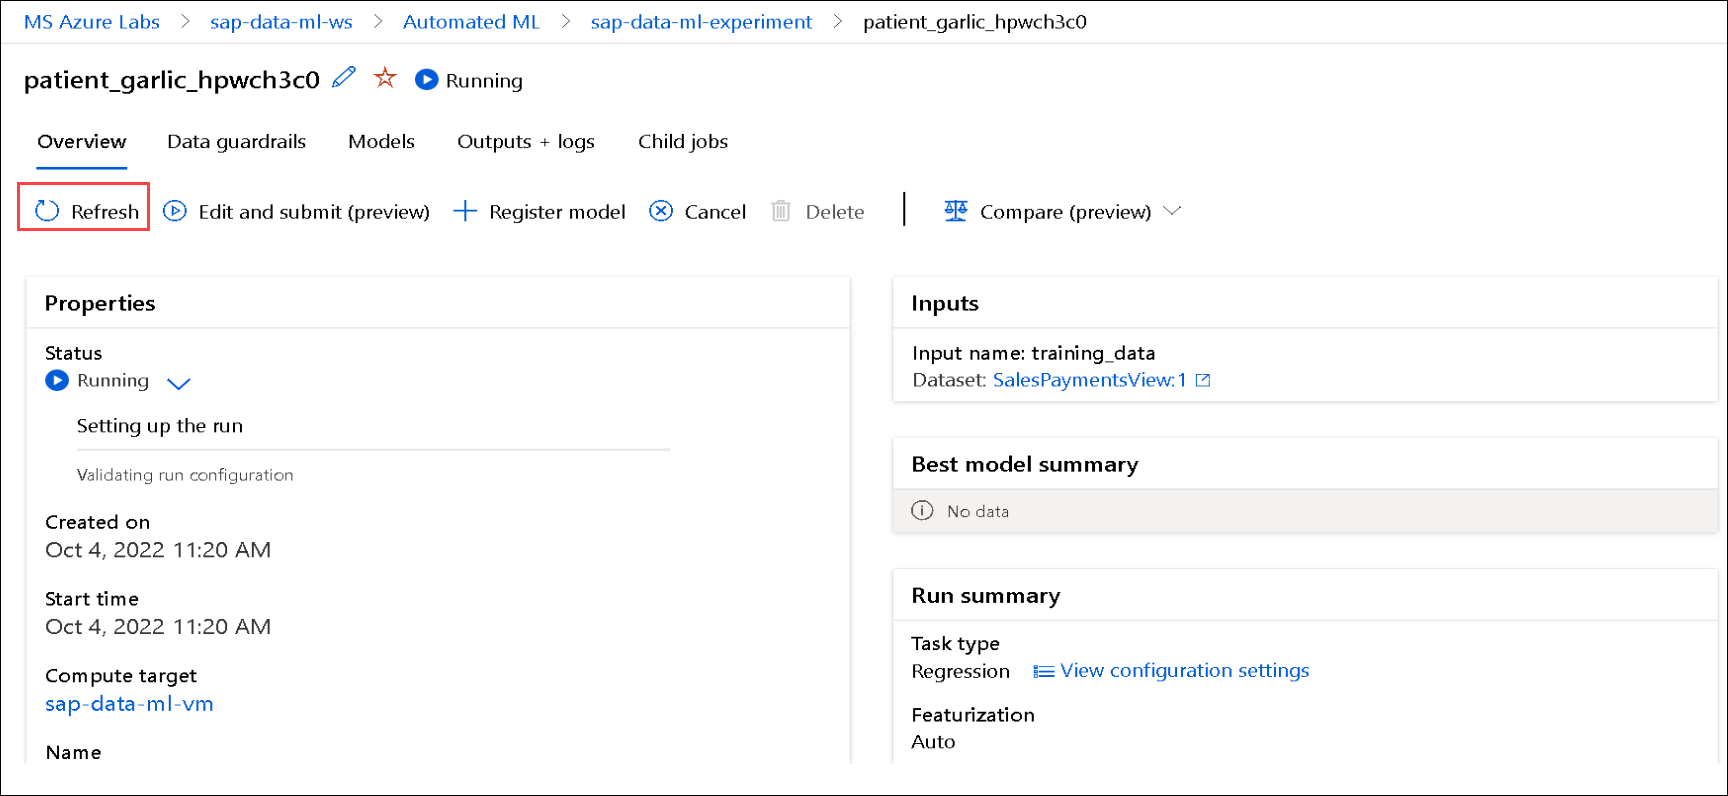 MS Azure Labs > sap-data-ml-ws > Automated ML > sap-data-ml-experiment > patient_garlic_hpwch3c0
patient_garlic_hpwch3c0 Running
Overview Data guardrails Models Outputs + logs Child jobs
Refresh Edit and submit (preview) Register model Cancel Delete Compare (preview)
Properties
Status
Running
Setting up the run
Validating run configuration
Created on
Oct 4, 2022 11:20 AM
Start time
Oct 4, 2022 11:20 AM
Compute target
sap-data-ml-vm
Name
Inputs
Input name: training_data
Dataset: SalesPaymentsView:1
Best model summary
No data
Run summary
Task type
Regression View configuration settings
Featurization
Auto